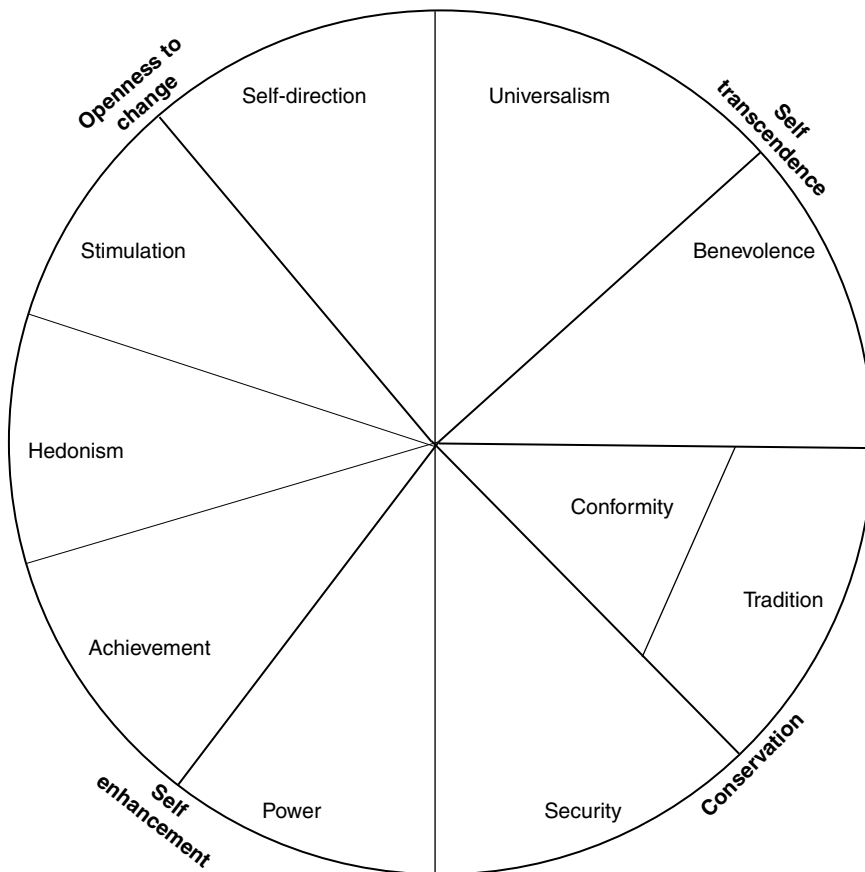 Openness to
change
Self-direction
Universalism
Self
transcendence
Stimulation
Benevolence
Hedonism
Conformity
Tradition
Achievement
Self
enhancement
Power
Security
Conservation